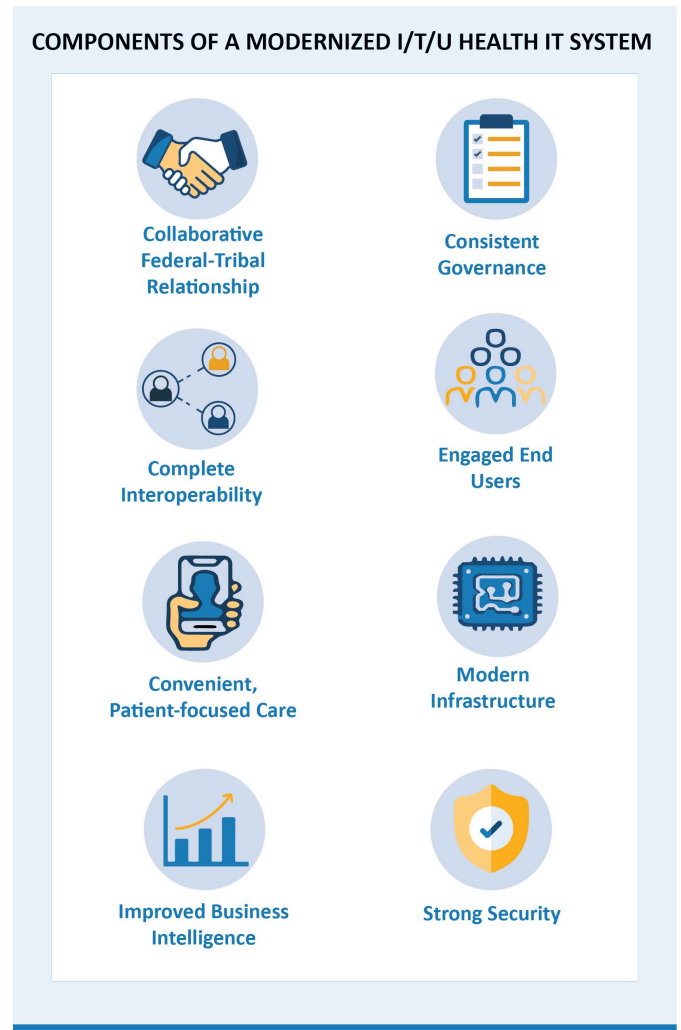 COMPONENTS OF A MODERNIZED I/T/U HEALTH IT SYSTEM
Collaborative
Federal-Tribal
Relationship
Consistent
Governance
Complete
Interoperability
Engaged End
Users
Convenient,
Patient-focused Care
Modern
Infrastructure
Improved Business
Intelligence
Strong Security